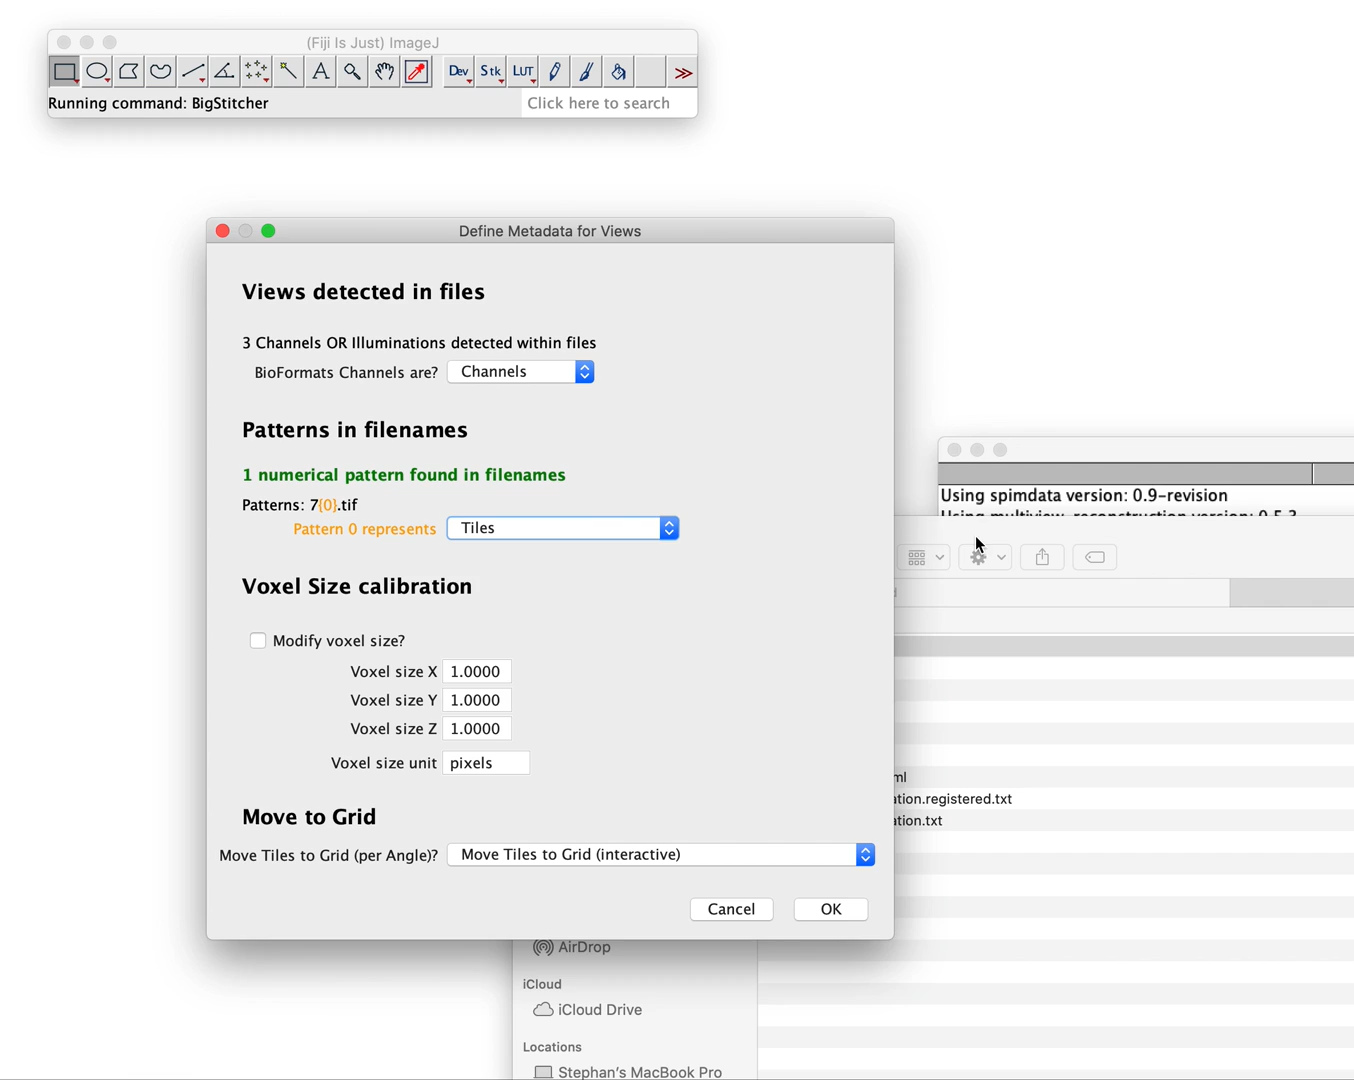 (Fiji Is Just) ImageJ
A Dev Stk LUT >>
Running command: BigStitcher
Click here to search
Define Metadata for Views
Views detected in files
3 Channels OR Illuminations detected within files
BioFormats Channels are? Channels
Patterns in filenames
1 numerical pattern found in filenames
Patterns: 7{0}.tif
Pattern 0 represents Tiles
Using spimdata version: 0.9-revision
Voxel Size calibration
Modify voxel size?
Voxel size X 1.0000
Voxel size Y 1.0000
Voxel size Z 1.0000
Voxel size unit pixels
ml
ation.registered.txt
ation.txt
Move to Grid
Move Tiles to Grid (per Angle)? Move Tiles to Grid (interactive)
Cancel OK
AirDrop
iCloud
iCloud Drive
Locations
Stephan's MacBook Pro